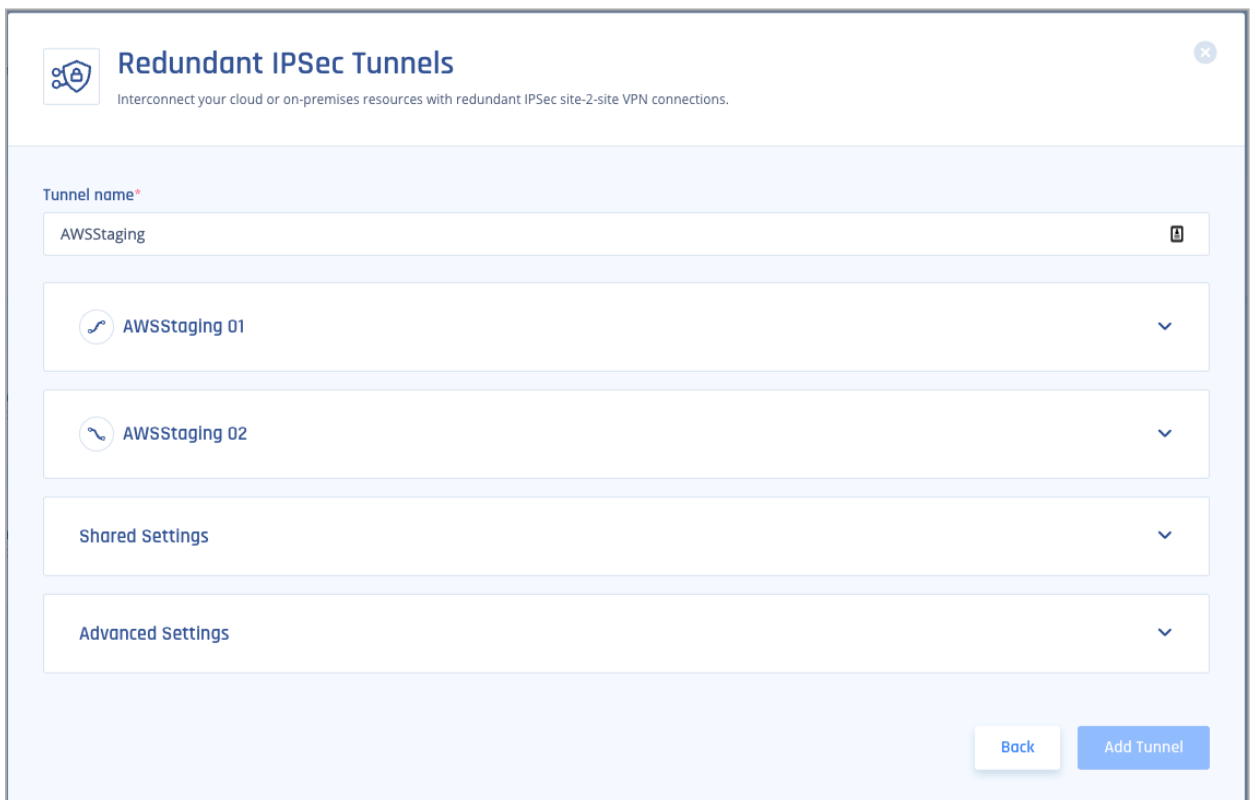 Redundant IPSec Tunnels
Interconnect your cloud or on-premises resources with redundant IPSec site-2-site VPN connections.
Tunnel name*
AWSStaging
AWSStaging 01
AWSStaging 02
Shared Settings
Advanced Settings
Back
Add Tunnel